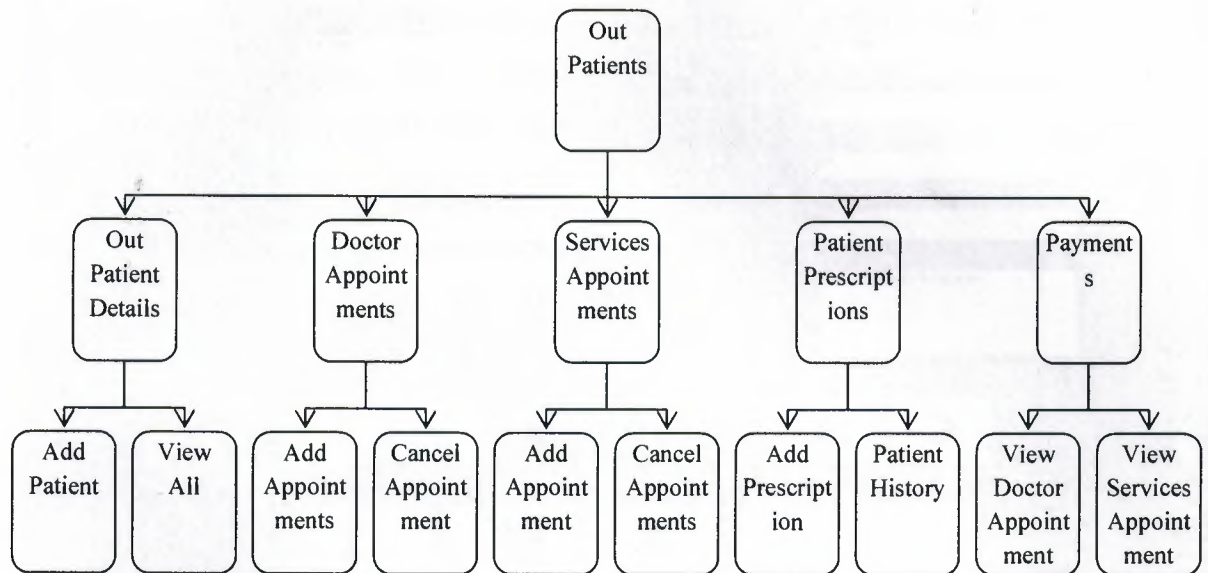 Out
Patients
Out
Patient
Details
Doctor
Appoint
ments
Services
Appoint
ments
Patient
Prescript
ions
Payment
s
Add
Patient
View
All
Add
Appoint
ments
Cancel
Appoint
ment
Add
Appoint
ment
Cancel
Appoint
ments
Add
Prescript
ion
Patient
History
View
Doctor
Appoint
ment
View
Services
Appoint
ment